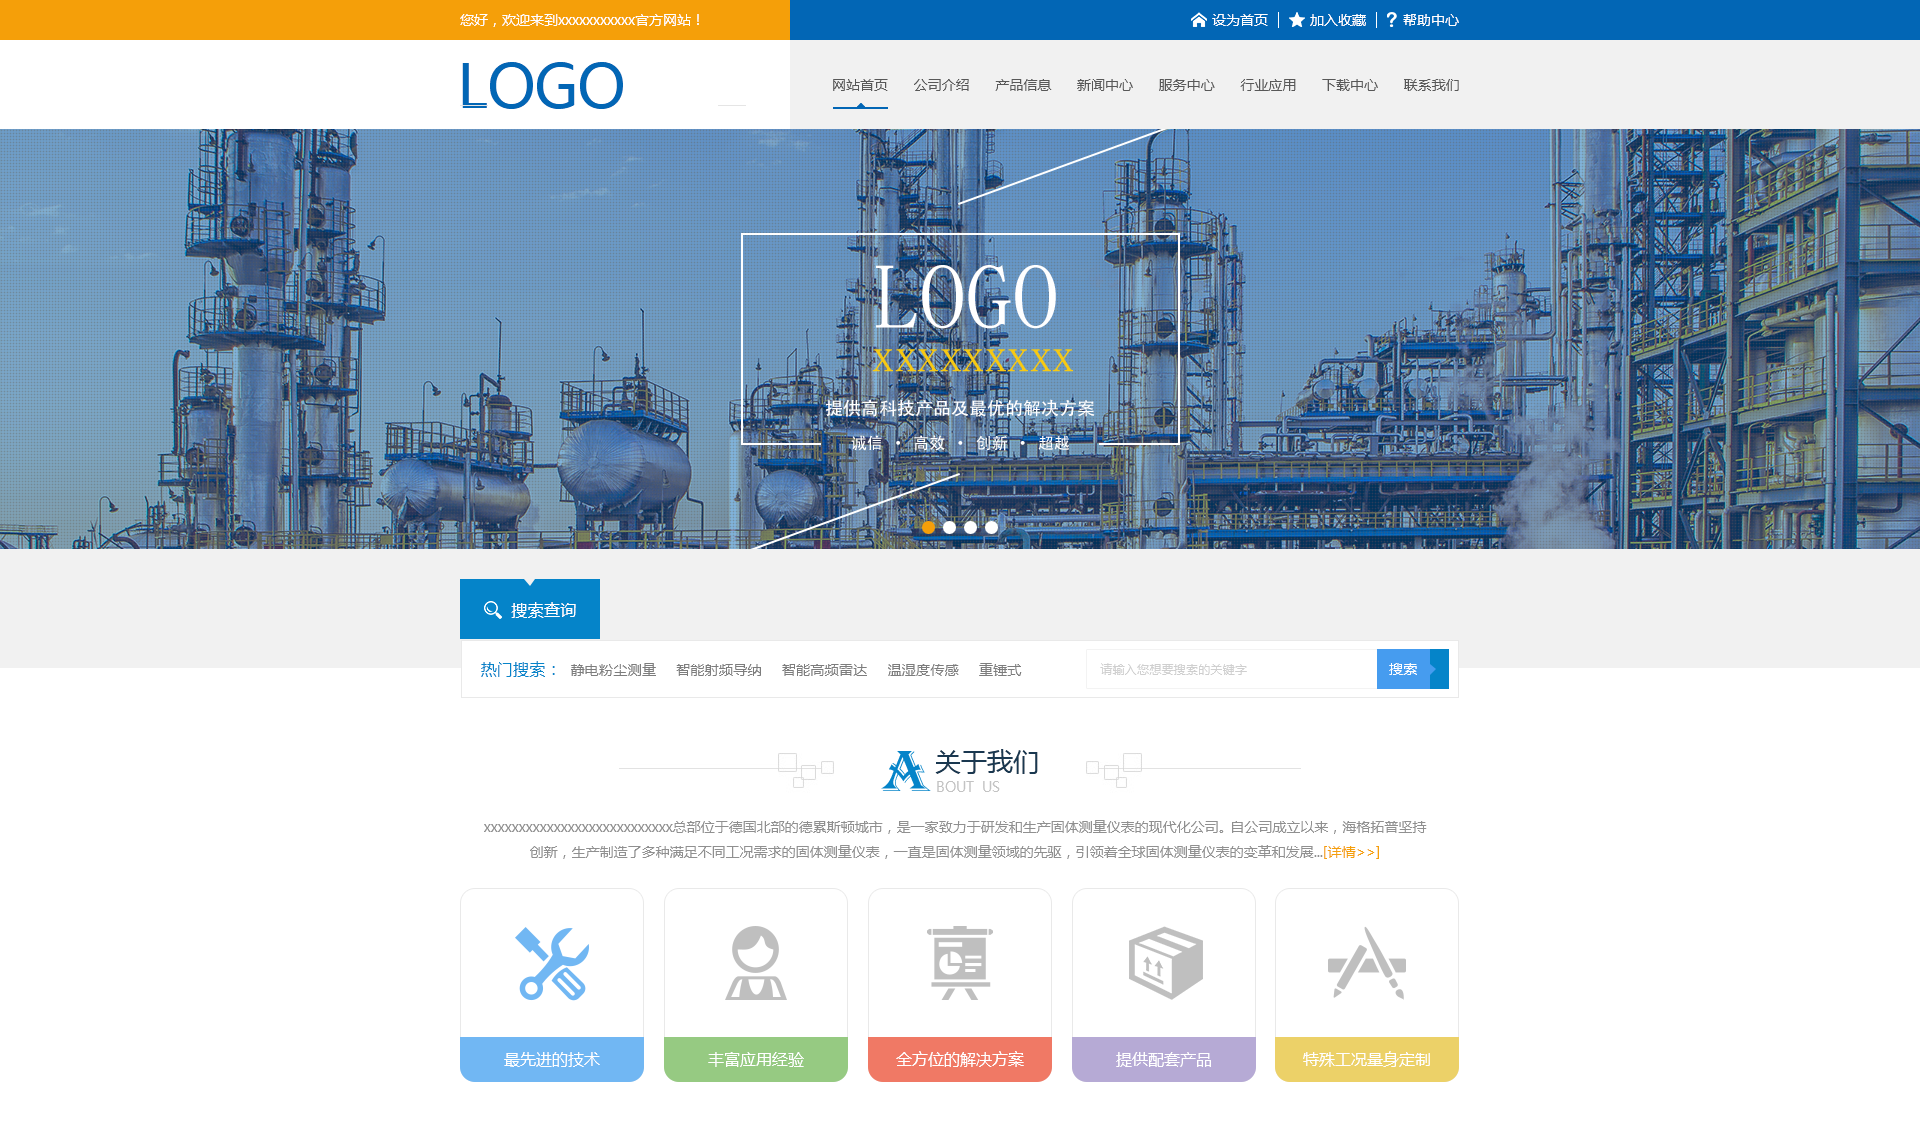 您好，欢迎来到xxxxxxxxxxx官方网站！
设为首页 加入收藏 帮助中心
LOGO
网站首页 公司介绍 产品信息 新闻中心 服务中心 行业应用 下载中心 联系我们
LOGO
XXXXXXXXX
提供高科技产品及最优的解决方案
诚信 • 高效 • 创新 • 超越
搜索查询
热门搜索： 静电粉尘测量 智能射频导纳 智能高频雷达 温湿度传感 重锤式 请输入您想要搜索的关键字 搜索
A 关于我们
BOUT US
xxxxxxxxxxxxxxxxxxxxxxxxxxx总部位于德国北部的德累斯顿城市，是一家致力于研发和生产固体测量仪表的现代化公司。自公司成立以来，海格拓普坚持
创新，生产制造了多种满足不同工况需求的固体测量仪表，一直是固体测量领域的先驱，引领着全球固体测量仪表的变革和发展...[详情>>]
最先进的技术 丰富应用经验 全方位的解决方案 提供配套产品 特殊工况量身定制